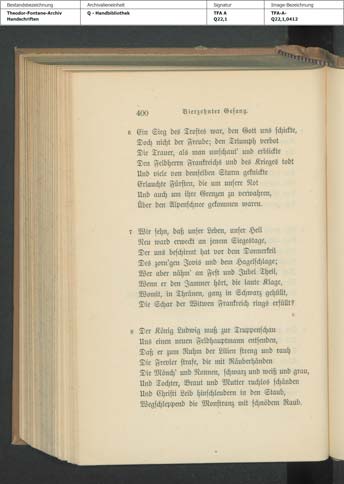 Bestandsbezeichnung Archivalieneinheit Signatur Image-Bezeichnung
Theodor-Fontane-Archiv Q - Handbibliothek TFA A TFA-A-
Handschriften Q22,1 Q22,1,0412
400 Vierzehnter Gesang.
6 Ein Sieg des Trostes war, den Gott uns schickte,
Doch nicht der Freude; den Triumph verbot
Die Trauer, als man umschaut' und erblickte
Den Feldherrn Frankreichs und des Krieges todt
Und viele von demselben Sturm geknickte
Erlauchte Fürsten, die um unsre Not
Und auch um ihre Grenzen zu verwahren,
Über den Alpenschnee gekommen waren.
7 Wir sehn, daß unser Leben, unser Heil
Neu ward erweckt an jenem Siegestage,
Der uns beschirmt hat vor dem Donnerkeil
Des zorn'gen Jovis und dem Hagelschlage;
Wer aber nähm' an Fest und Jubel Theil,
Wenn er den Jammer hört, die laute Klage,
Womit, in Thränen, ganz in Schwarz gehüllt,
Die Schar der Witwen Frankreich rings erfüllt?
8 Der König Ludwig muß zur Truppenschau
Uns einen neuen Feldhauptmann entsenden,
Daß er zum Ruhm der Lilien streng und rauh
Die Frevler strafe, die mit Räuberhänden
Die Mönch' und Nonnen, schwarz und weiß und grau,
Und Tochter, Braut und Mutter ruchlos schänden
Und Christi Leib hinschleudern in den Staub,
Wegschleppend die Monstranz mit schnödem Raub.